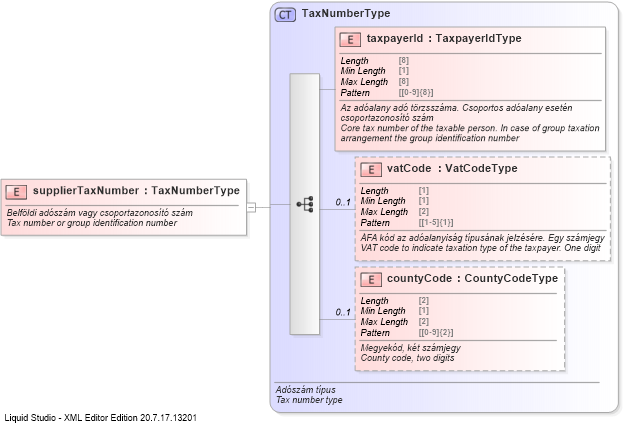 CT TaxNumberType
E taxpayerId : TaxpayerIdType
Length [8]
Min Length [1]
Max Length [8]
Pattern [[0-9]{8}]
Az adóalany adó törzsszáma. Csoportos adóalany esetén
csoportazonosító szám
Core tax number of the taxable person. In case of group taxation
arrangement the group identification number
E vatCode : VatCodeType
0..1
Length [1]
Min Length [1]
Max Length [2]
Pattern [[1-5]{1}]
ÁFA kód az adóalanyiság típusának jelzésére. Egy számjegy
VAT code to indicate taxation type of the taxpayer. One digit
E supplierTaxNumber : TaxNumberType
Belföldi adószám vagy csoportazonosító szám
Tax number or group identification number
E countyCode : CountyCodeType
0..1
Length [2]
Min Length [1]
Max Length [2]
Pattern [[0-9]{2}]
Megyekód, két számjegy
County code, two digits
Adószám típus
Tax number type
Liquid Studio - XML Editor Edition 20.7.17.13201